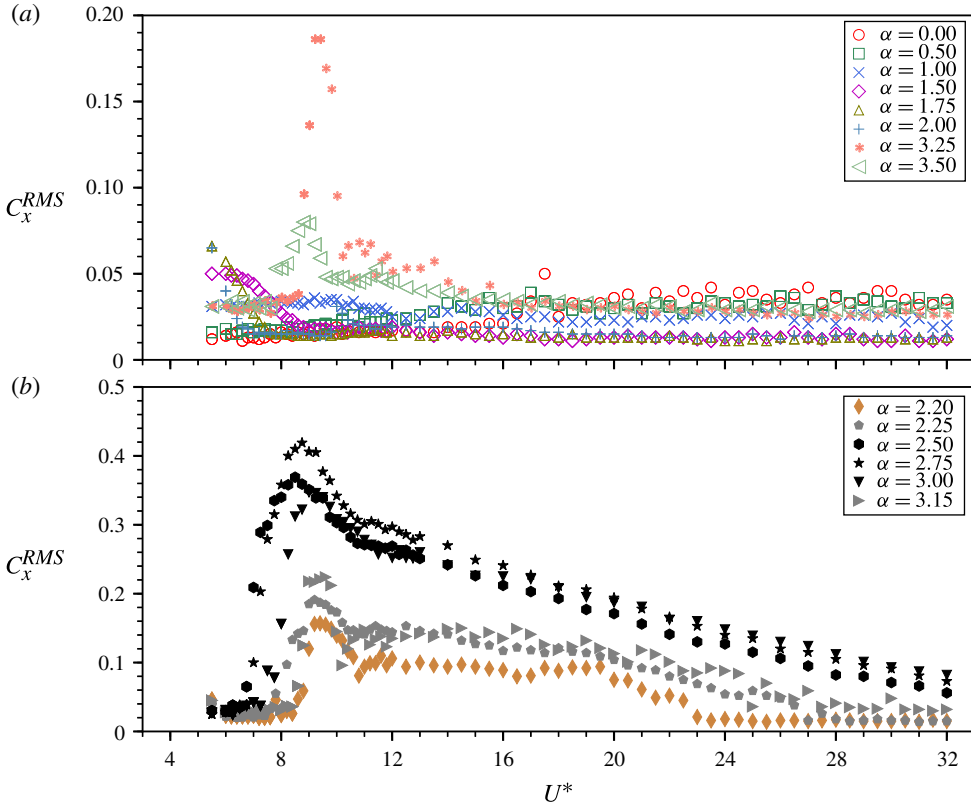 (a)
0.20
0.15
0.10
0.05
0
C_x^{RMS}
α = 0.00
α = 0.50
α = 1.00
α = 1.50
α = 1.75
α = 2.00
α = 3.25
α = 3.50
(b)
0.5
0.4
0.3
0.2
0.1
0
C_x^{RMS}
α = 2.20
α = 2.25
α = 2.50
α = 2.75
α = 3.00
α = 3.15
4 8 12 16 20 24 28 32
U*